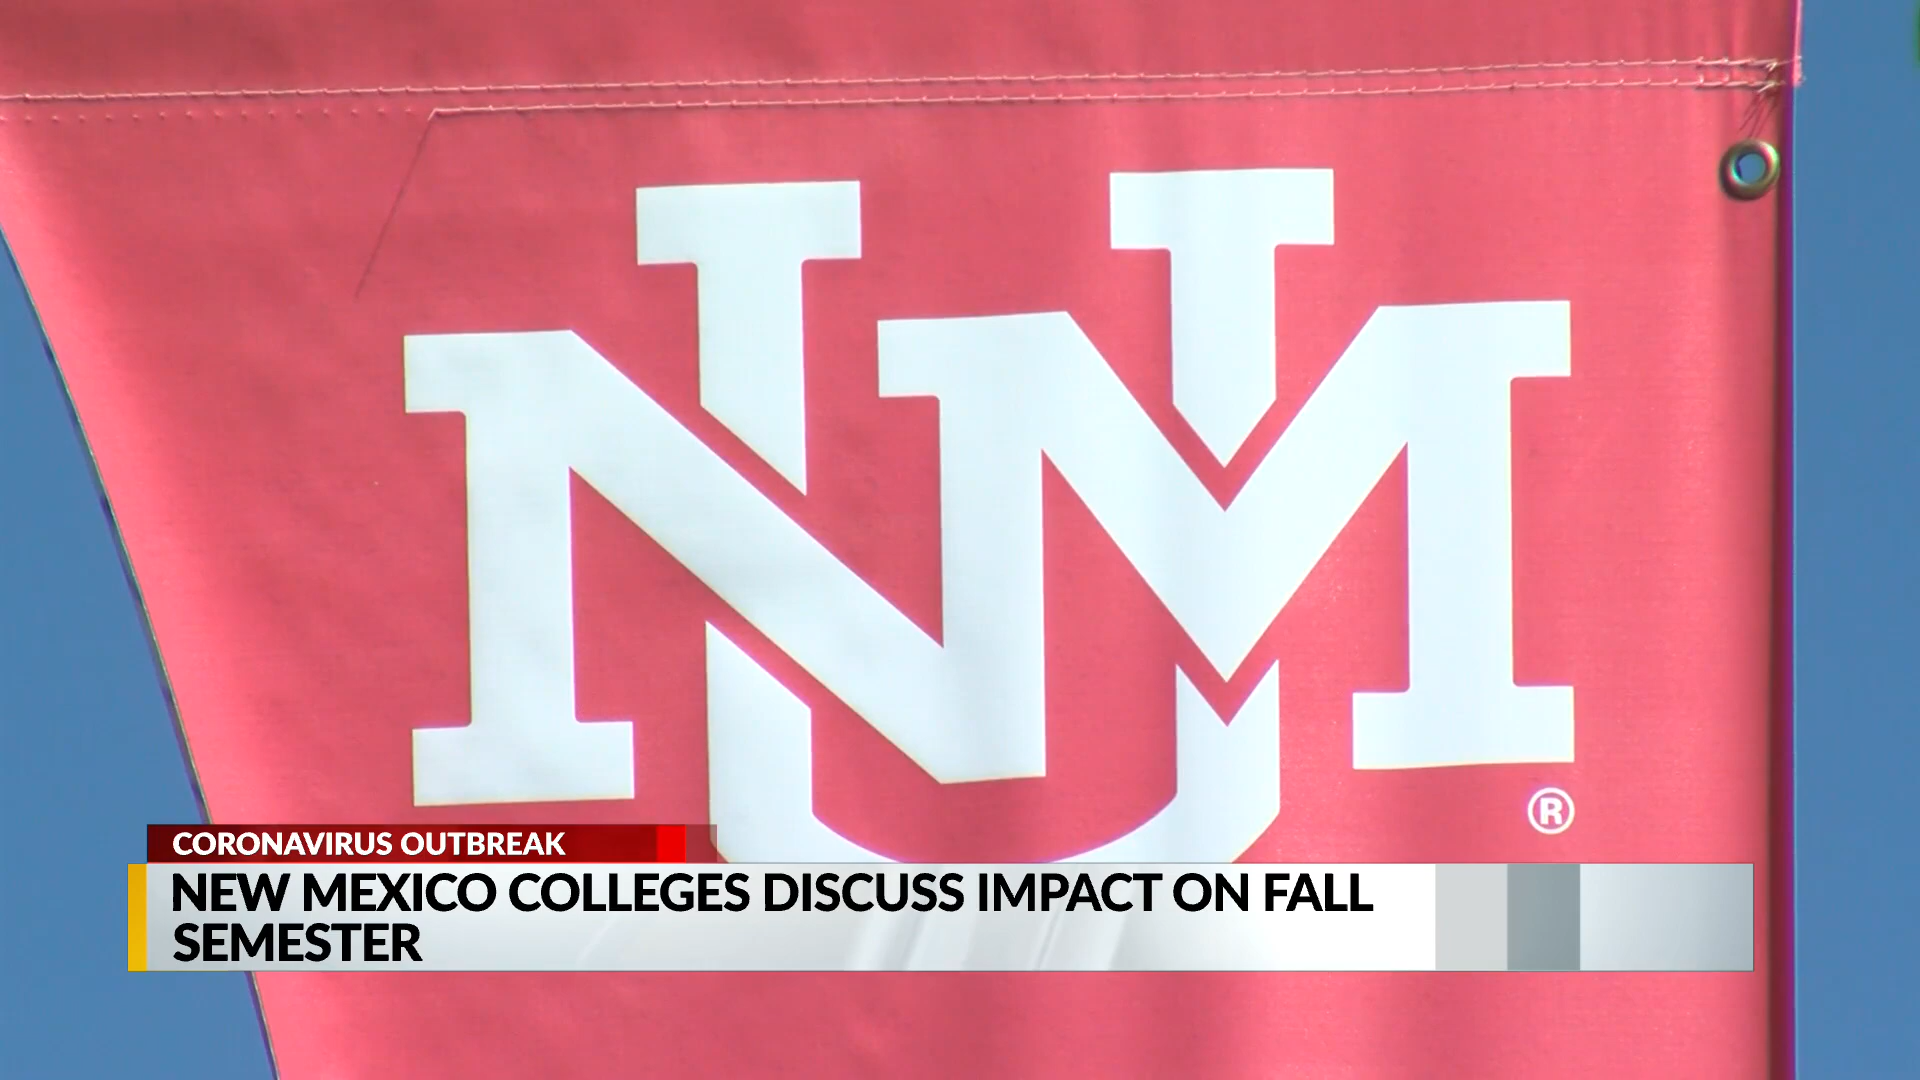 UNM
®
CORONAVIRUS OUTBREAK
NEW MEXICO COLLEGES DISCUSS IMPACT ON FALL
SEMESTER